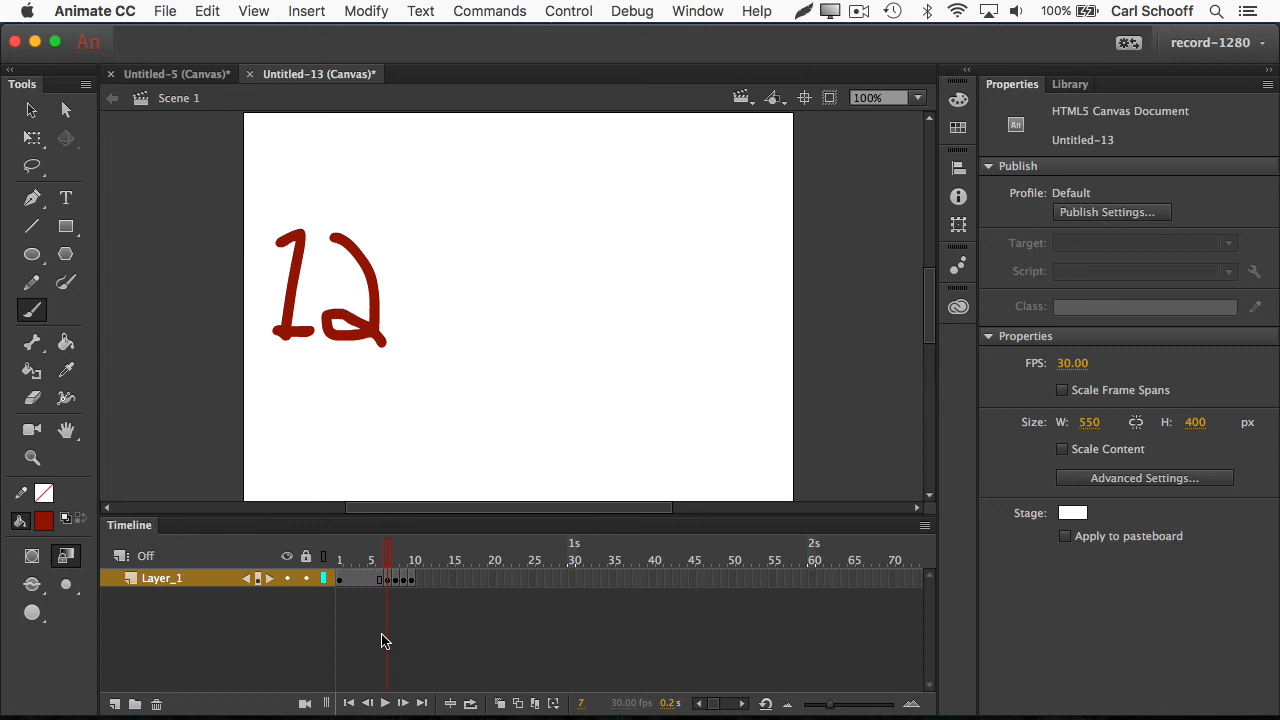 Animate CC File Edit View Insert Modify Text Commands Control Debug Window Help 100% Carl Schooff
An record-1280
Tools
Untitled-5 (Canvas)* Untitled-13 (Canvas)*
Properties Library
Scene 1 100%
HTML5 Canvas Document
An
Untitled-13
Publish
Profile: Default
Publish Settings...
Target:
Script:
Class:
Properties
FPS: 30.00
Scale Frame Spans
Size: W: 550 H: 400 px
Scale Content
Advanced Settings...
Stage:
Apply to pasteboard
12
T
Timeline
Off 1s 2s
1 5 10 15 20 25 30 35 40 45 50 55 60 65 70
Layer_1
7 30.00 fps 0.2 s